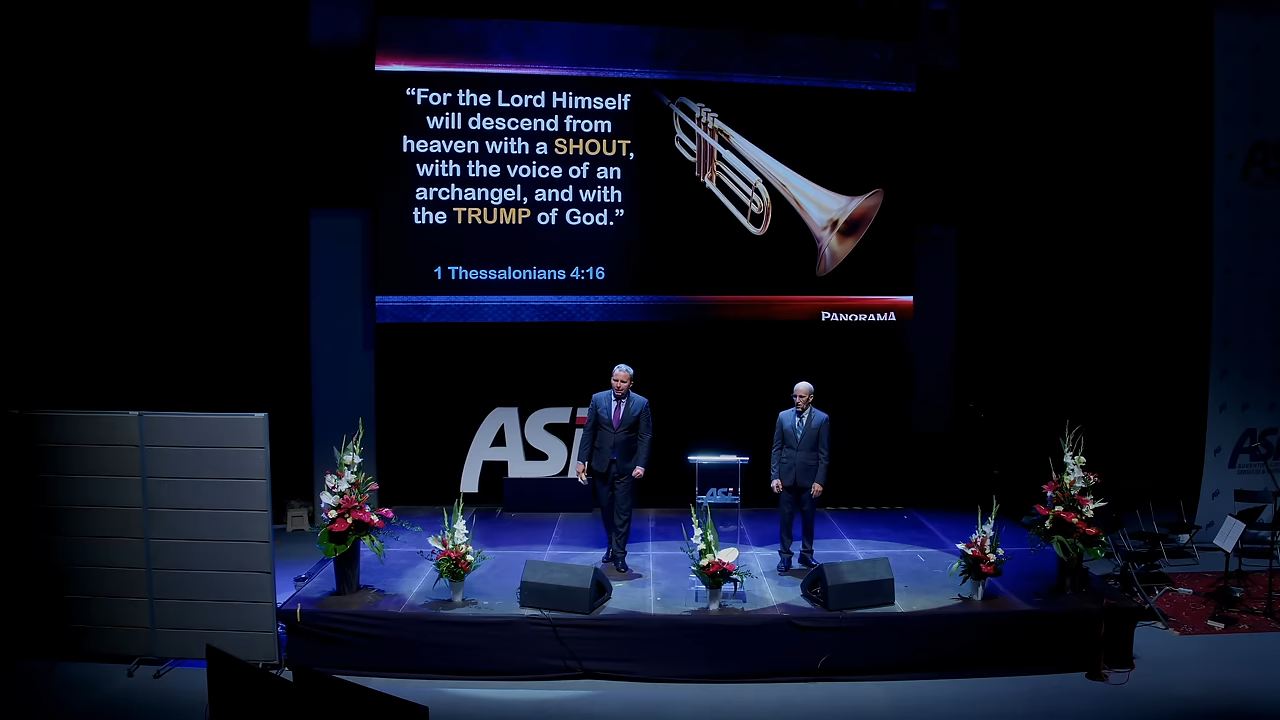 “For the Lord Himself
will descend from
heaven with a SHOUT,
with the voice of an
archangel, and with
the TRUMP of God.”
1 Thessalonians 4:16
PANORAMA
ASi
ASi